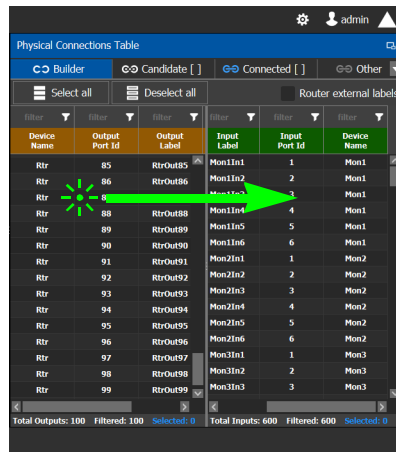 admin
Physical Connections Table
Builder Candidate [ ] Connected [ ] Other
Select all Deselect all Router external labels
filter filter filter filter filter filter
Device Name Output Port Id Output Label Input Label Input Port Id Device Name
Rtr 85 RtrOut85 Mon1In1 1 Mon1
Rtr 86 RtrOut86 Mon1In2 2 Mon1
Rtr 3 Mon1
Rtr 88 RtrOut88 Mon1In4 4 Mon1
Rtr 89 RtrOut89 Mon1In5 5 Mon1
Rtr 90 RtrOut90 Mon1In6 6 Mon1
Rtr 91 RtrOut91 Mon2In1 1 Mon2
Rtr 92 RtrOut92 Mon2In2 2 Mon2
Rtr 93 RtrOut93 Mon2In3 3 Mon2
Rtr 94 RtrOut94 Mon2In4 4 Mon2
Rtr 95 RtrOut95 Mon2In5 5 Mon2
Rtr 96 RtrOut96 Mon2In6 6 Mon2
Rtr 97 RtrOut97 Mon3In1 1 Mon3
Rtr 98 RtrOut98 Mon3In2 2 Mon3
Rtr 99 RtrOut99 Mon3In3 3 Mon3
Total Outputs: 100 Filtered: 100 Selected: 0 Total Inputs: 600 Filtered: 600 Selected: 0